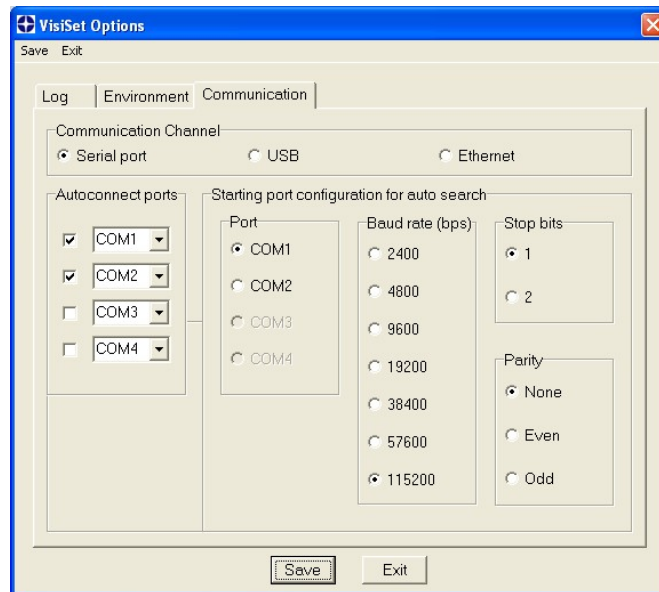 VisiSet Options
Save Exit
Log Environment Communication
Communication Channel
Serial port USB Ethernet
Autoconnect ports
COM1
COM2
COM3
COM4
Starting port configuration for auto search
Port
COM1
COM2
COM3
COM4
Baud rate (bps)
2400
4800
9600
19200
38400
57600
115200
Stop bits
1
2
Parity
None
Even
Odd
Save Exit